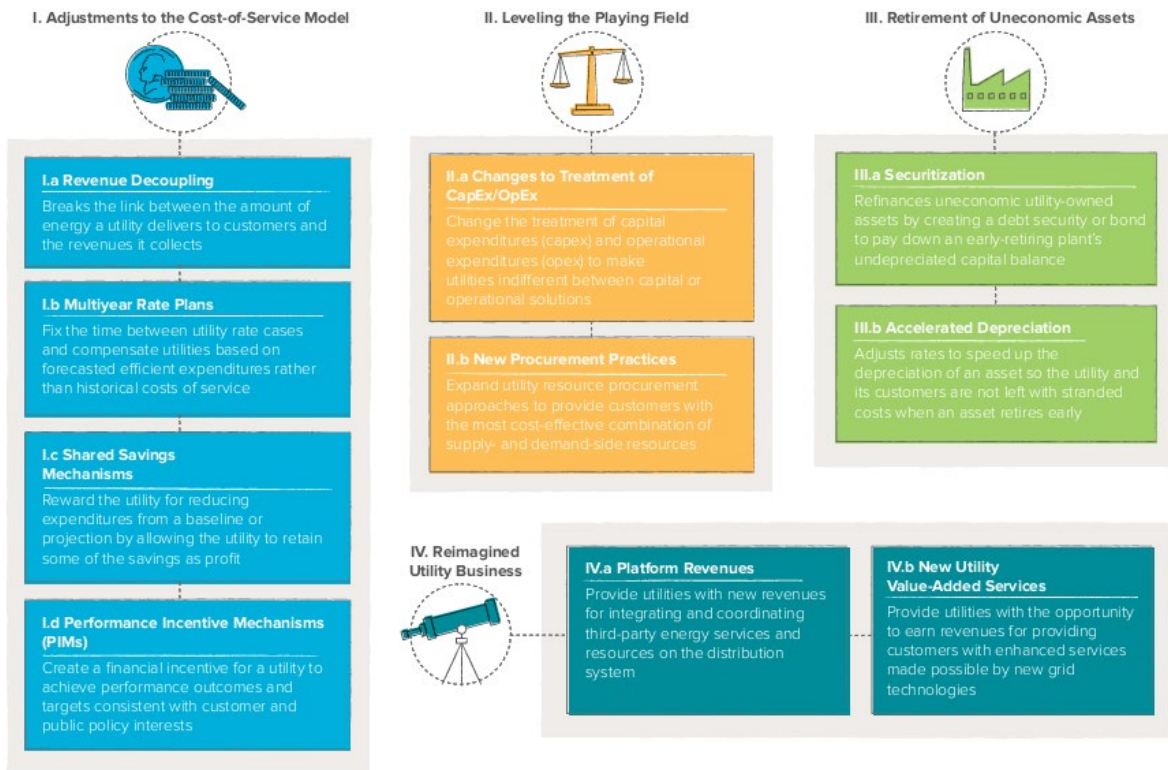 I. Adjustments to the Cost-of-Service Model
I.a Revenue Decoupling
Breaks the link between the amount of
energy a utility delivers to customers and
the revenues it collects
I.b Multiyear Rate Plans
Fix the time between utility rate cases
and compensate utilities based on
forecasted efficient expenditures rather
than historical costs of service
I.c Shared Savings
Mechanisms
Reward the utility for reducing
expenditures from a baseline or
projection by allowing the utility to retain
some of the savings as profit
I.d Performance Incentive Mechanisms
(PIMs)
Create a financial incentive for a utility to
achieve performance outcomes and
targets consistent with customer and
public policy interests
II. Leveling the Playing Field
II.a Changes to Treatment of
CapEx/OpEx
Change the treatment of capital
expenditures (capex) and operational
expenditures (opex) to make
utilities indifferent between capital or
operational solutions
II.b New Procurement Practices
Expand utility resource procurement
approaches to provide customers with
the most cost-effective combination of
supply- and demand-side resources
III. Retirement of Uneconomic Assets
III.a Securitization
Refinances uneconomic utility-owned
assets by creating a debt security or bond
to pay down an early-retiring plant's
undepreciated capital balance
III.b Accelerated Depreciation
Adjusts rates to speed up the
depreciation of an asset so the utility and
its customers are not left with stranded
costs when an asset retires early
IV. Reimagined
Utility Business
IV.a Platform Revenues
Provide utilities with new revenues
for integrating and coordinating
third-party energy services and
resources on the distribution
system
IV.b New Utility
Value-Added Services
Provide utilities with the opportunity
to earn revenues for providing
customers with enhanced services
made possible by new grid
technologies